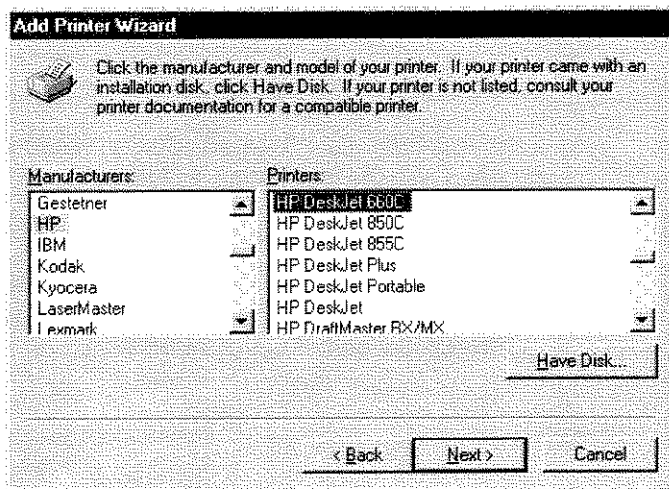 Add Printer Wizard
Click the manufacturer and model of your printer. If your printer came with an
installation disk, click Have Disk. If your printer is not listed, consult your
printer documentation for a compatible printer.
Manufacturers:
Gestetner
HP
IBM
Kodak
Kyocera
LaserMaster
Lexmark
Printers:
HP DeskJet 660C
HP DeskJet 850C
HP DeskJet 855C
HP DeskJet Plus
HP DeskJet Portable
HP DeskJet
HP DraftMaster RX/MX
Have Disk...
< Back
Next >
Cancel